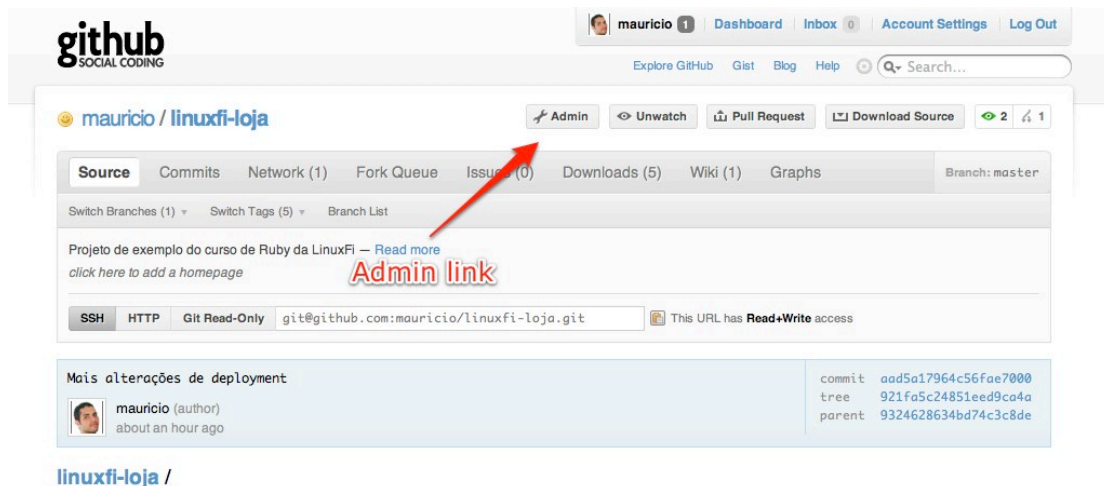 github
SOCIAL CODING
mauricio 1 Dashboard Inbox 0 Account Settings Log Out
Explore GitHub Gist Blog Help Search...
mauricio / linuxfi-loja
Admin Unwatch Pull Request Download Source 2 1
Source Commits Network (1) Fork Queue Issues (0) Downloads (5) Wiki (1) Graphs Branch: master
Switch Branches (1) Switch Tags (5) Branch List
Projeto de exemplo do curso de Ruby da LinuxFi — Read more
click here to add a homepage
Admin link
SSH HTTP Git Read-Only git@github.com:mauricio/linuxfi-loja.git This URL has Read+Write access
Mais alterações de deployment
mauricio (author)
about an hour ago
commit aad5a17964c56fae7000
tree 921fa5c24851eed9ca4a
parent 9324628634bd74c3c8de
linuxfi-loja /